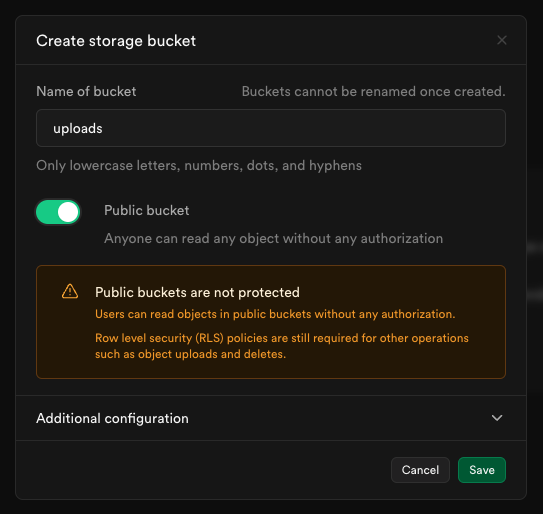 Create storage bucket
Name of bucket
Buckets cannot be renamed once created.
uploads
Only lowercase letters, numbers, dots, and hyphens
Public bucket
Anyone can read any object without any authorization
Public buckets are not protected
Users can read objects in public buckets without any authorization.
Row level security (RLS) policies are still required for other operations
such as object uploads and deletes.
Additional configuration
Cancel
Save